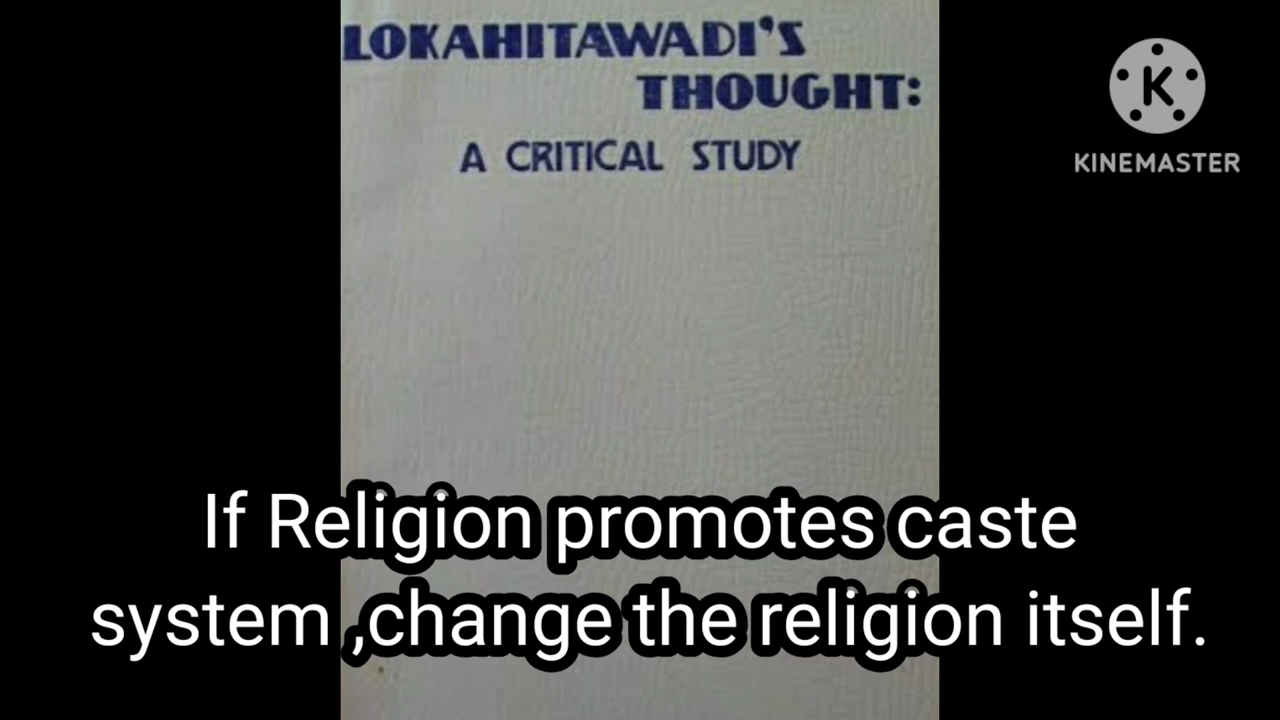 LOKAHITAWADI'S
THOUGHT:
A CRITICAL STUDY
KINEMASTER
If Religion promotes caste
system ,change the religion itself.